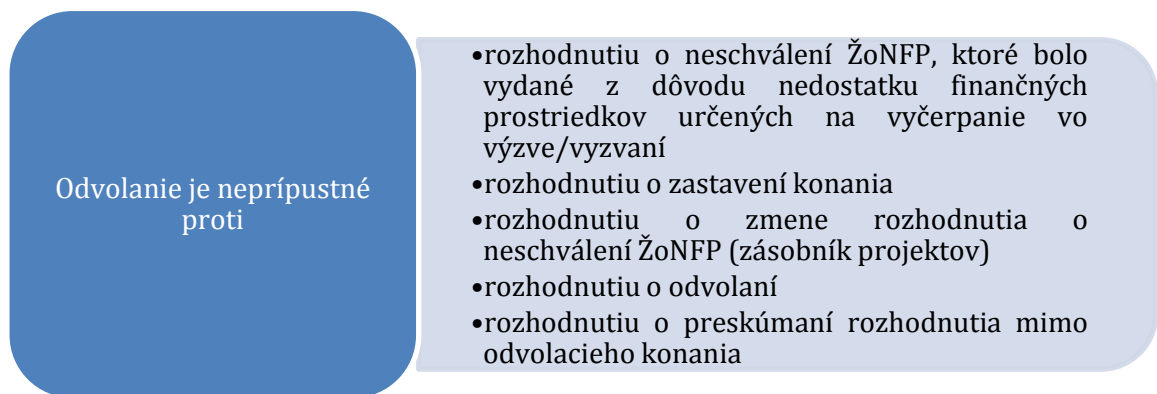 Odvolanie je neprípustné
proti
•rozhodnutiu o neschválení ŽoNFP, ktoré bolo
vydané z dôvodu nedostatku finančných
prostriedkov určených na vyčerpanie vo
výzve/vyzvaní
•rozhodnutiu o zastavení konania
•rozhodnutiu o zmene rozhodnutia o
neschválení ŽoNFP (zásobník projektov)
•rozhodnutiu o odvolaní
•rozhodnutiu o preskúmaní rozhodnutia mimo
odvolacieho konania